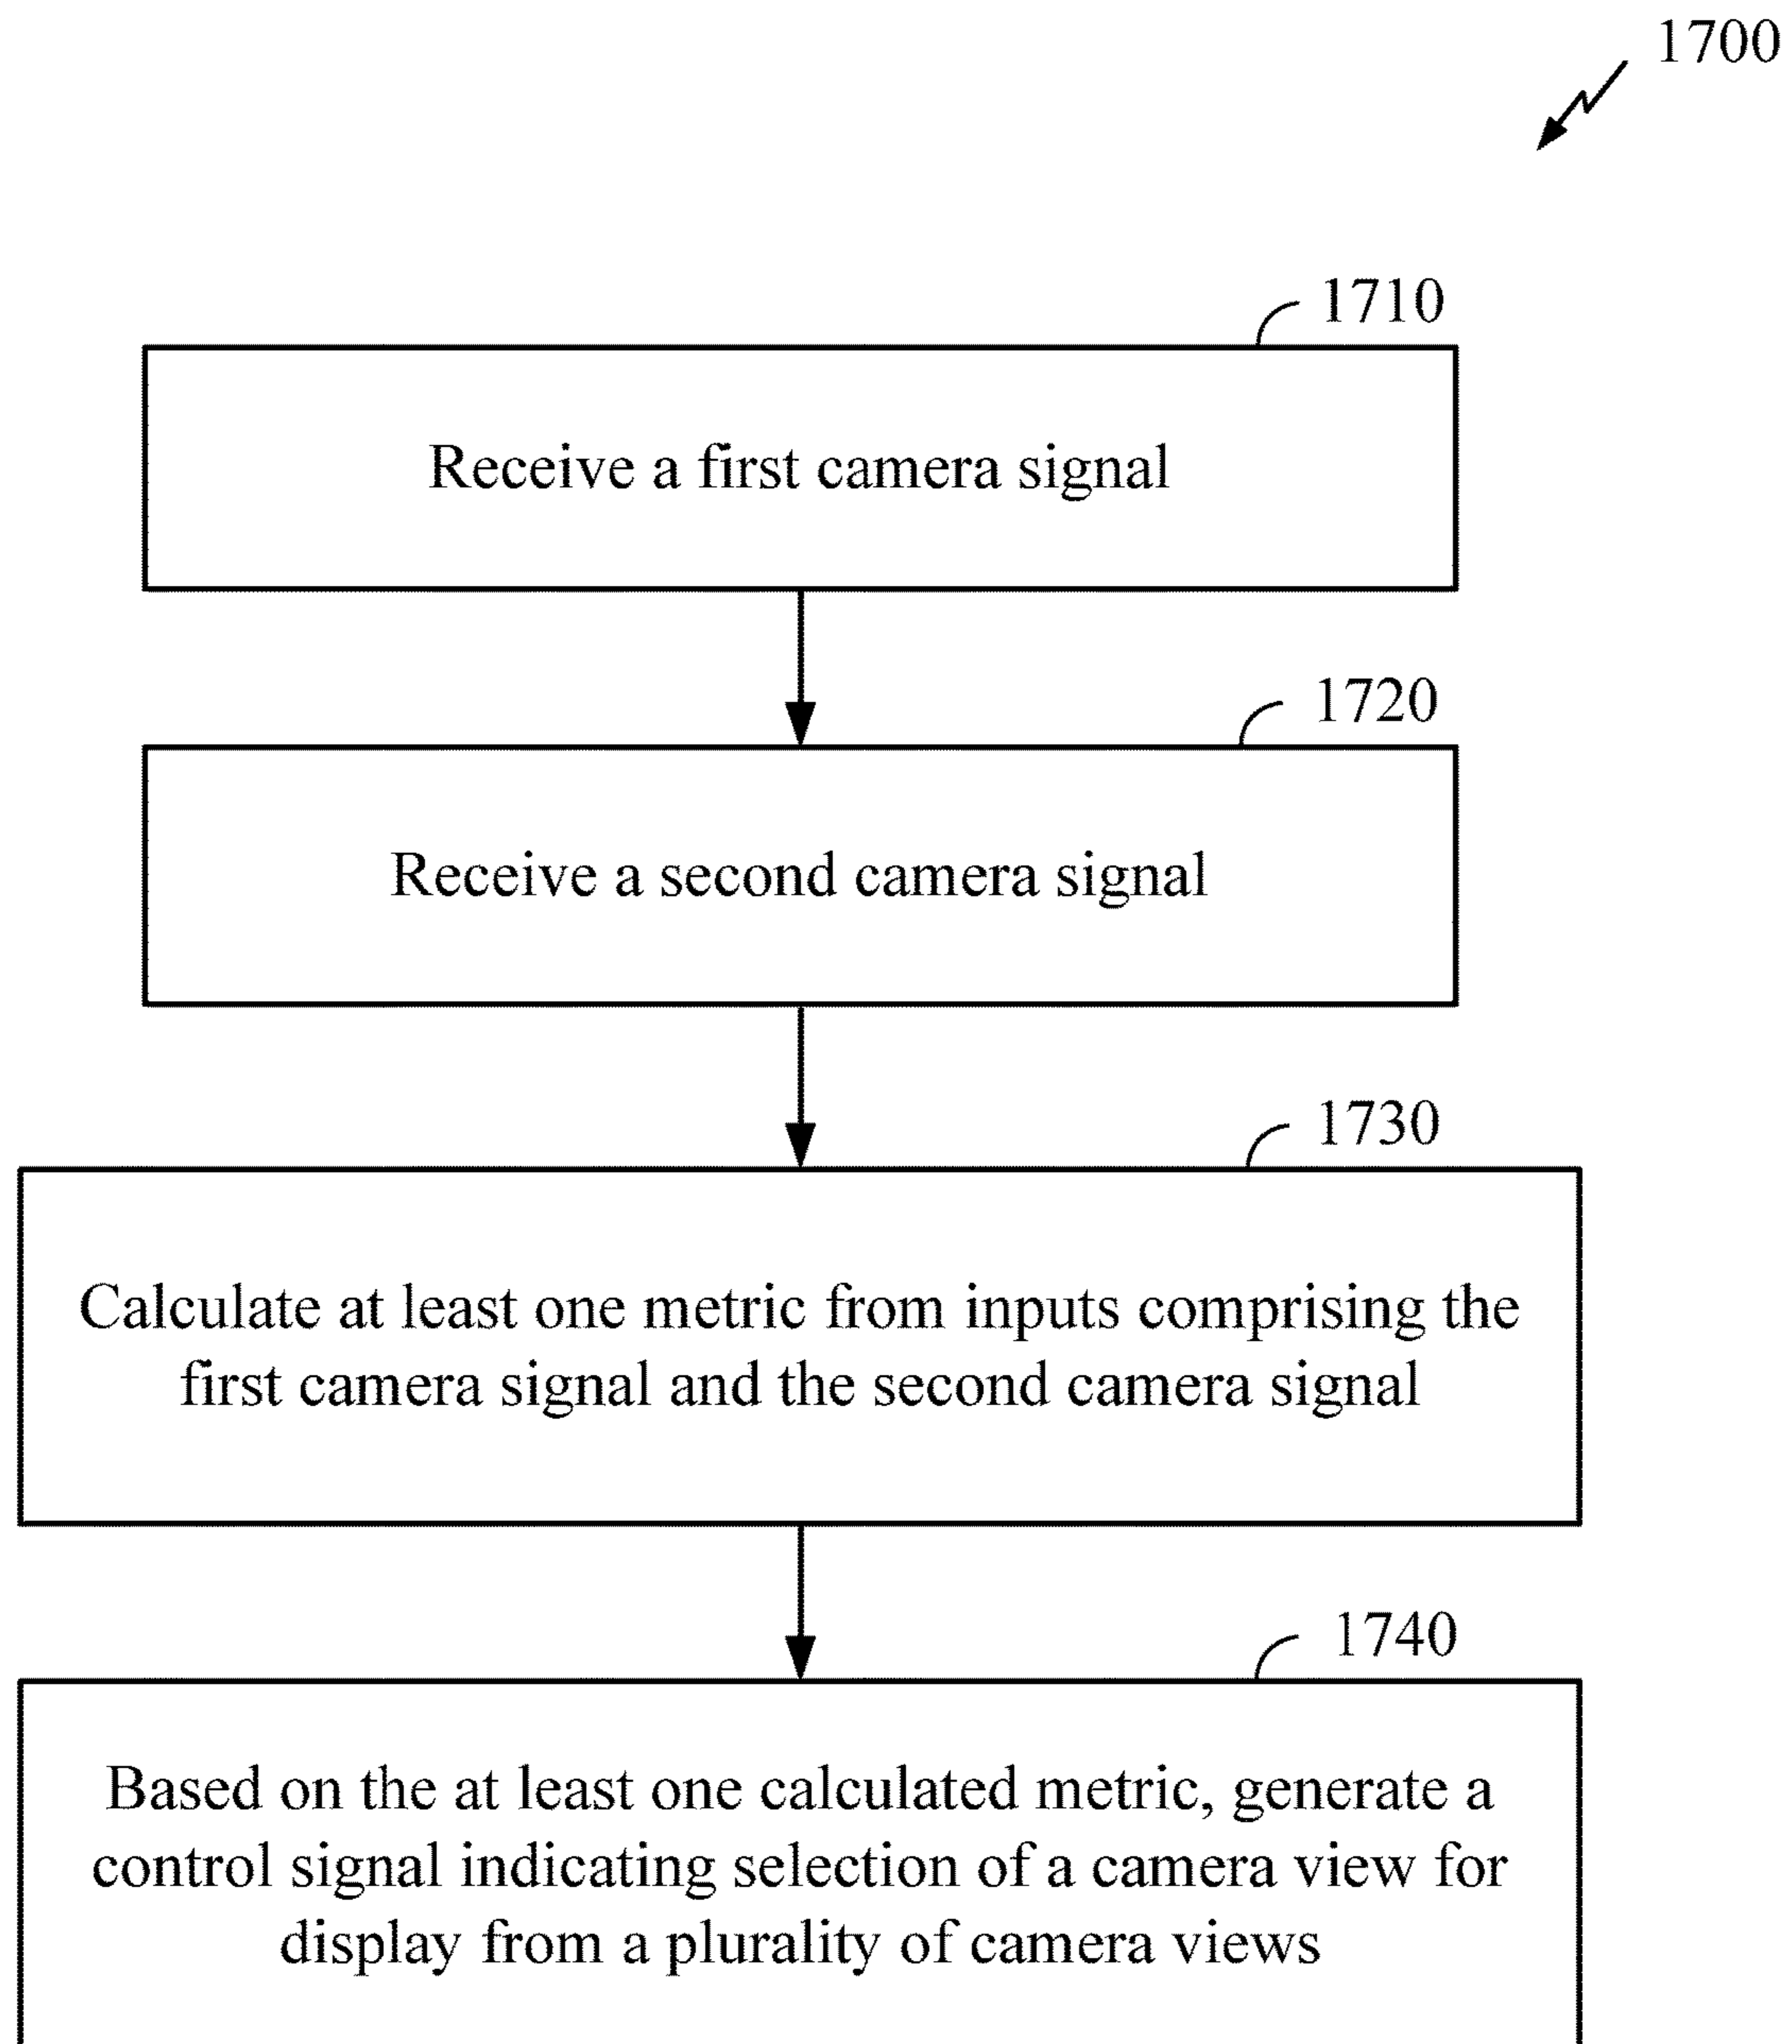 1700
1710
Receive a first camera signal
1720
Receive a second camera signal
1730
Calculate at least one metric from inputs comprising the
first camera signal and the second camera signal
1740
Based on the at least one calculated metric, generate a
control signal indicating selection of a camera view for
display from a plurality of camera views